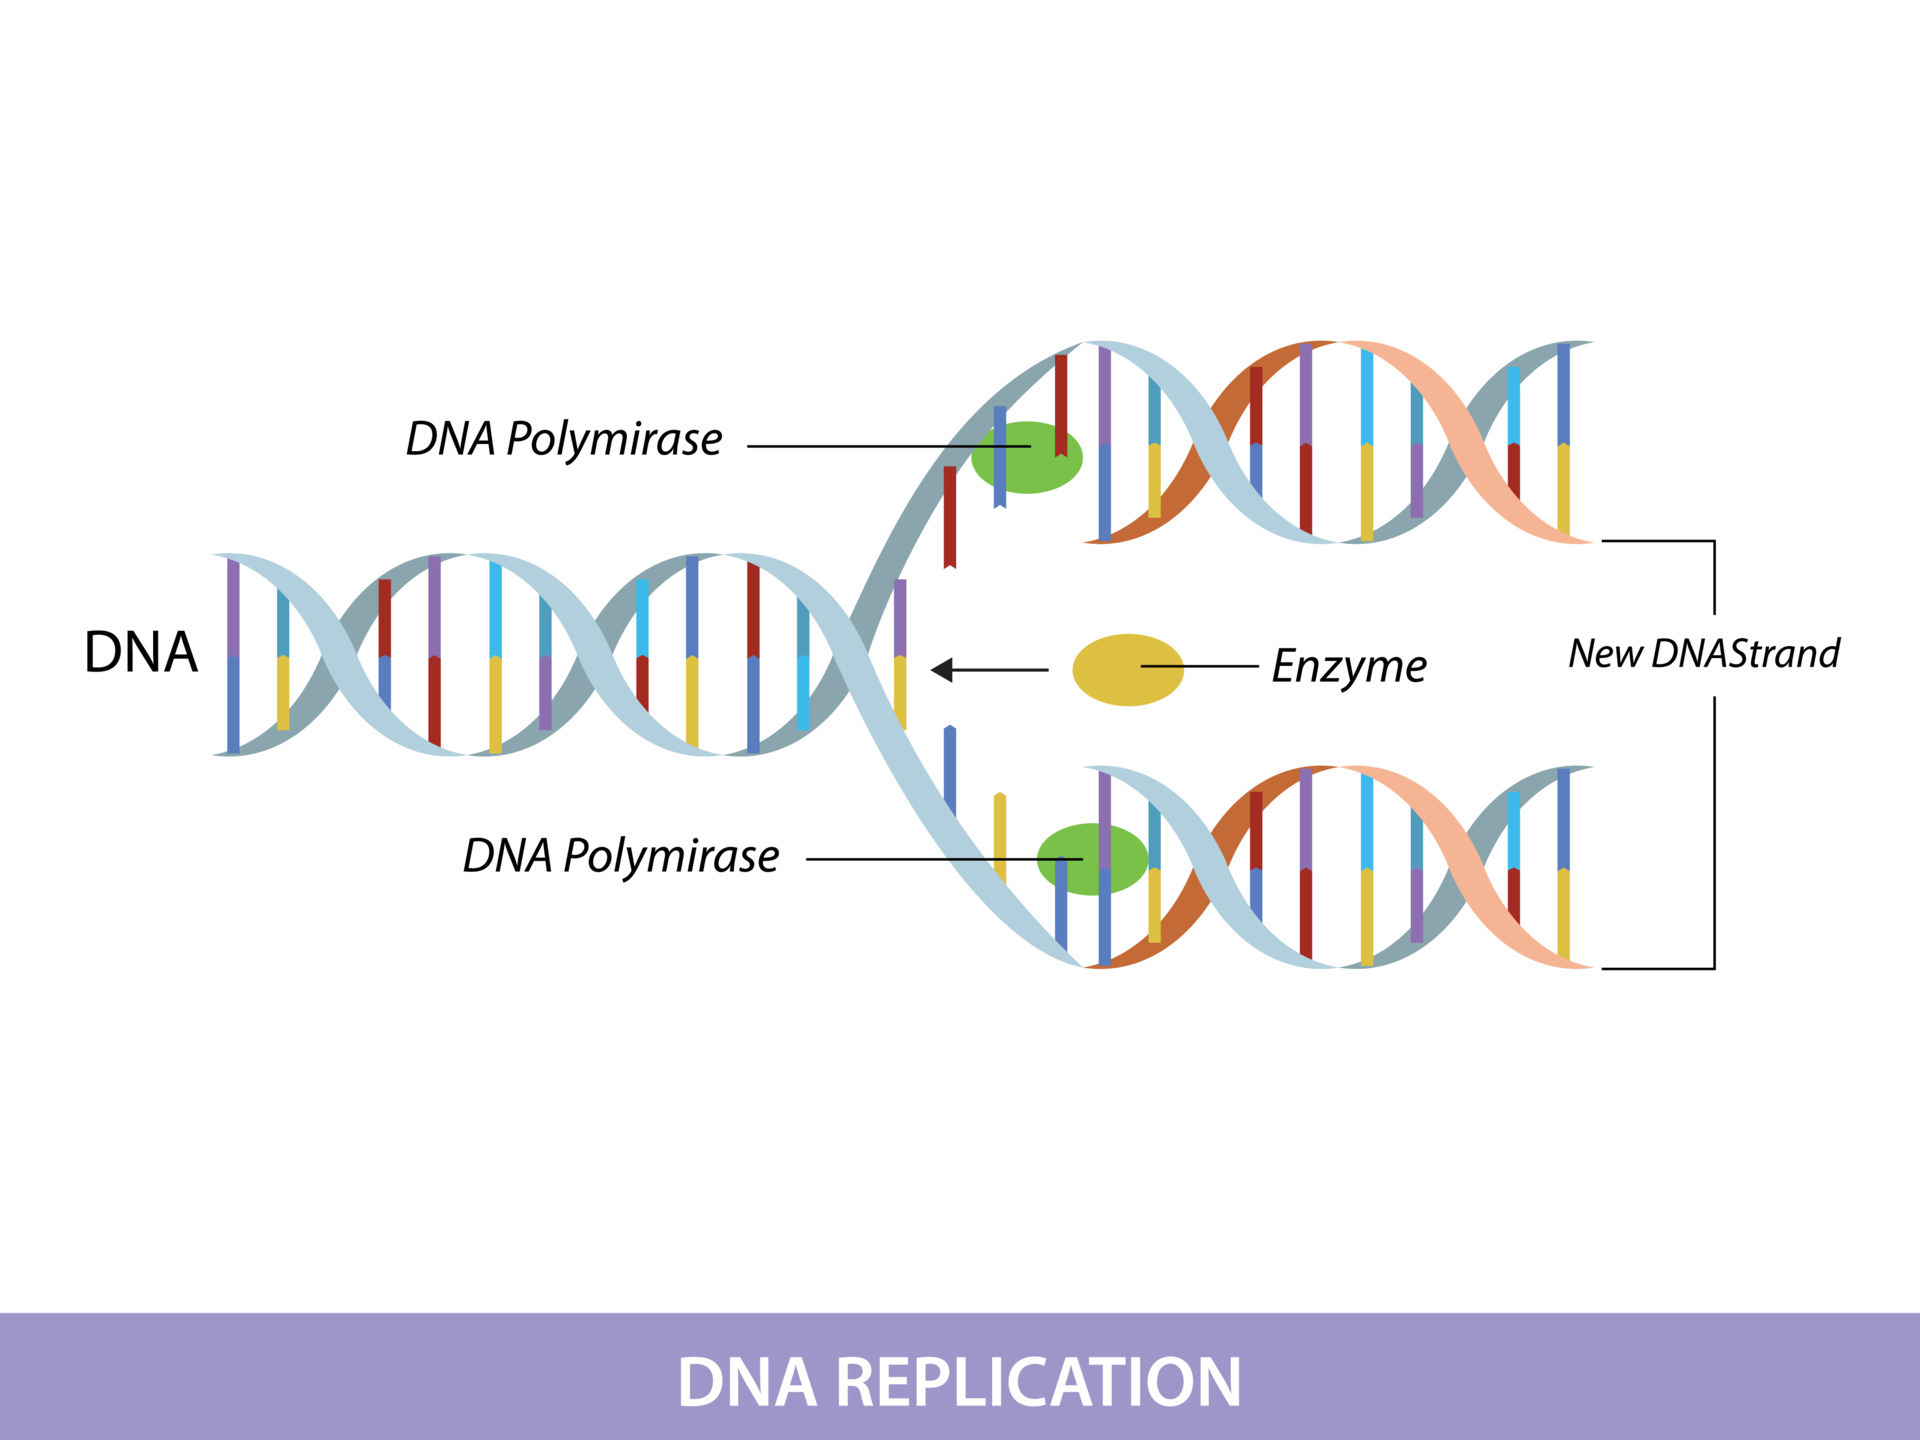 DNA Polymirase
DNA
Enzyme
New DNAStrand
DNA Polymirase
DNA REPLICATION